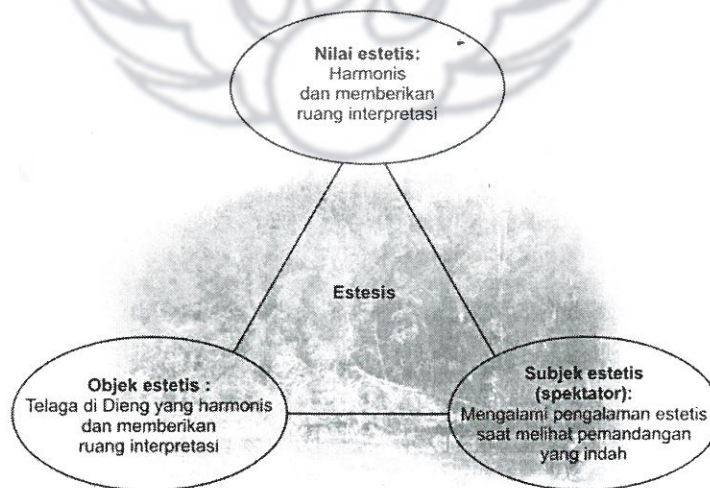 Nilai estetis:
Harmonis
dan memberikan
ruang interpretasi
Estesis
Objek estetis :
Telaga di Dieng yang harmonis
dan memberikan
ruang interpretasi
Subjek estetis
(spektator):
Mengalami pengalaman estetis
saat melihat pemandangan
yang indah